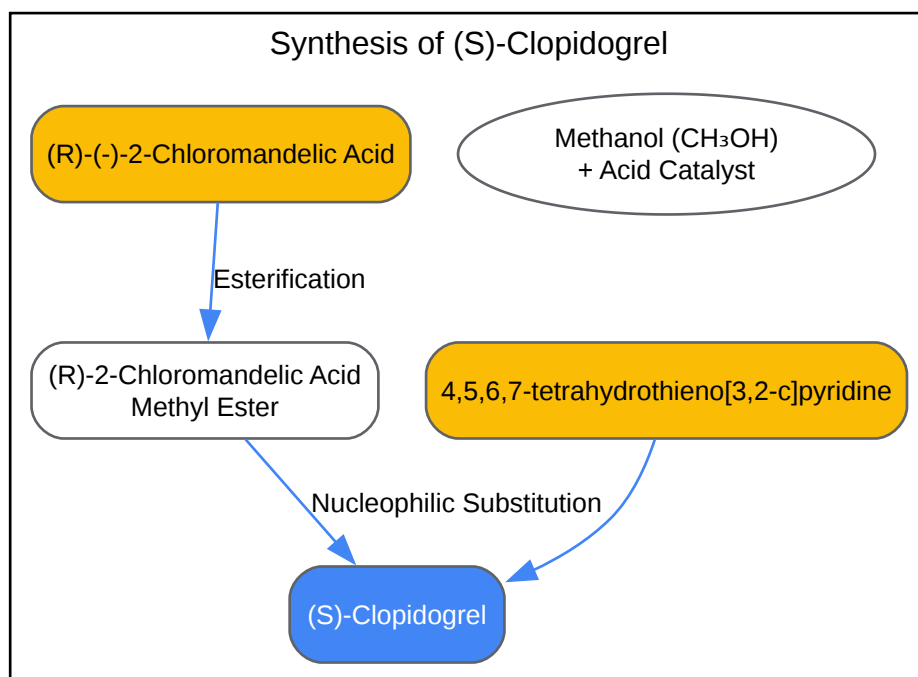 Synthesis of (S)-Clopidogrel
(R)-(-)-2-Chloromandelic Acid
Methanol (CH₃OH)
+ Acid Catalyst
Esterification
(R)-2-Chloromandelic Acid
Methyl Ester
4,5,6,7-tetrahydrothieno[3,2-c]pyridine
Nucleophilic Substitution
(S)-Clopidogrel